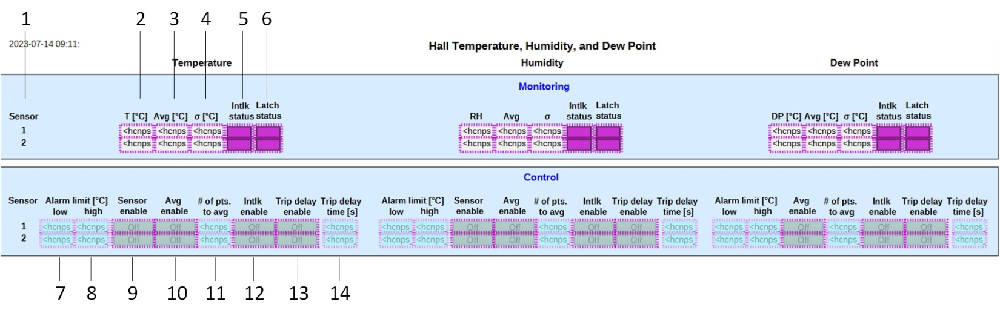 1 2 3 4 5 6
2023-07-14 09:11:
Hall Temperature, Humidity, and Dew Point
Temperature Humidity Dew Point
Monitoring
Intlk Latch Intlk Latch Intlk Latch
Sensor T [°C] Avg [°C] σ [°C] status status RH Avg σ status status DP [°C] Avg [°C] σ [°C] status status
1 <hcnps <hcnps <hcnps <hcnps <hcnps <hcnps <hcnps <hcnps <hcnps
2 <hcnps <hcnps <hcnps <hcnps <hcnps <hcnps <hcnps <hcnps <hcnps
Control
Sensor Alarm limit [°C] Sensor Avg # of pts. Intlk Trip delay Trip delay Alarm limit [°C] Sensor Avg # of pts. Intlk Trip delay Trip delay Alarm limit [°C] Avg # of pts. Intlk Trip delay Trip delay
low high enable enable to avg enable enable time [s] low high enable enable to avg enable enable time [s] low high enable to avg enable enable time [s]
1 <hcnps <hcnps Off Off <hcnps Off Off <hcnps <hcnps <hcnps Off Off <hcnps Off Off <hcnps <hcnps <hcnps Off <hcnps Off Off <hcnps
2 <hcnps <hcnps Off Off <hcnps Off Off <hcnps <hcnps <hcnps Off Off <hcnps Off Off <hcnps <hcnps <hcnps Off <hcnps Off Off <hcnps
7 8 9 10 11 12 13 14